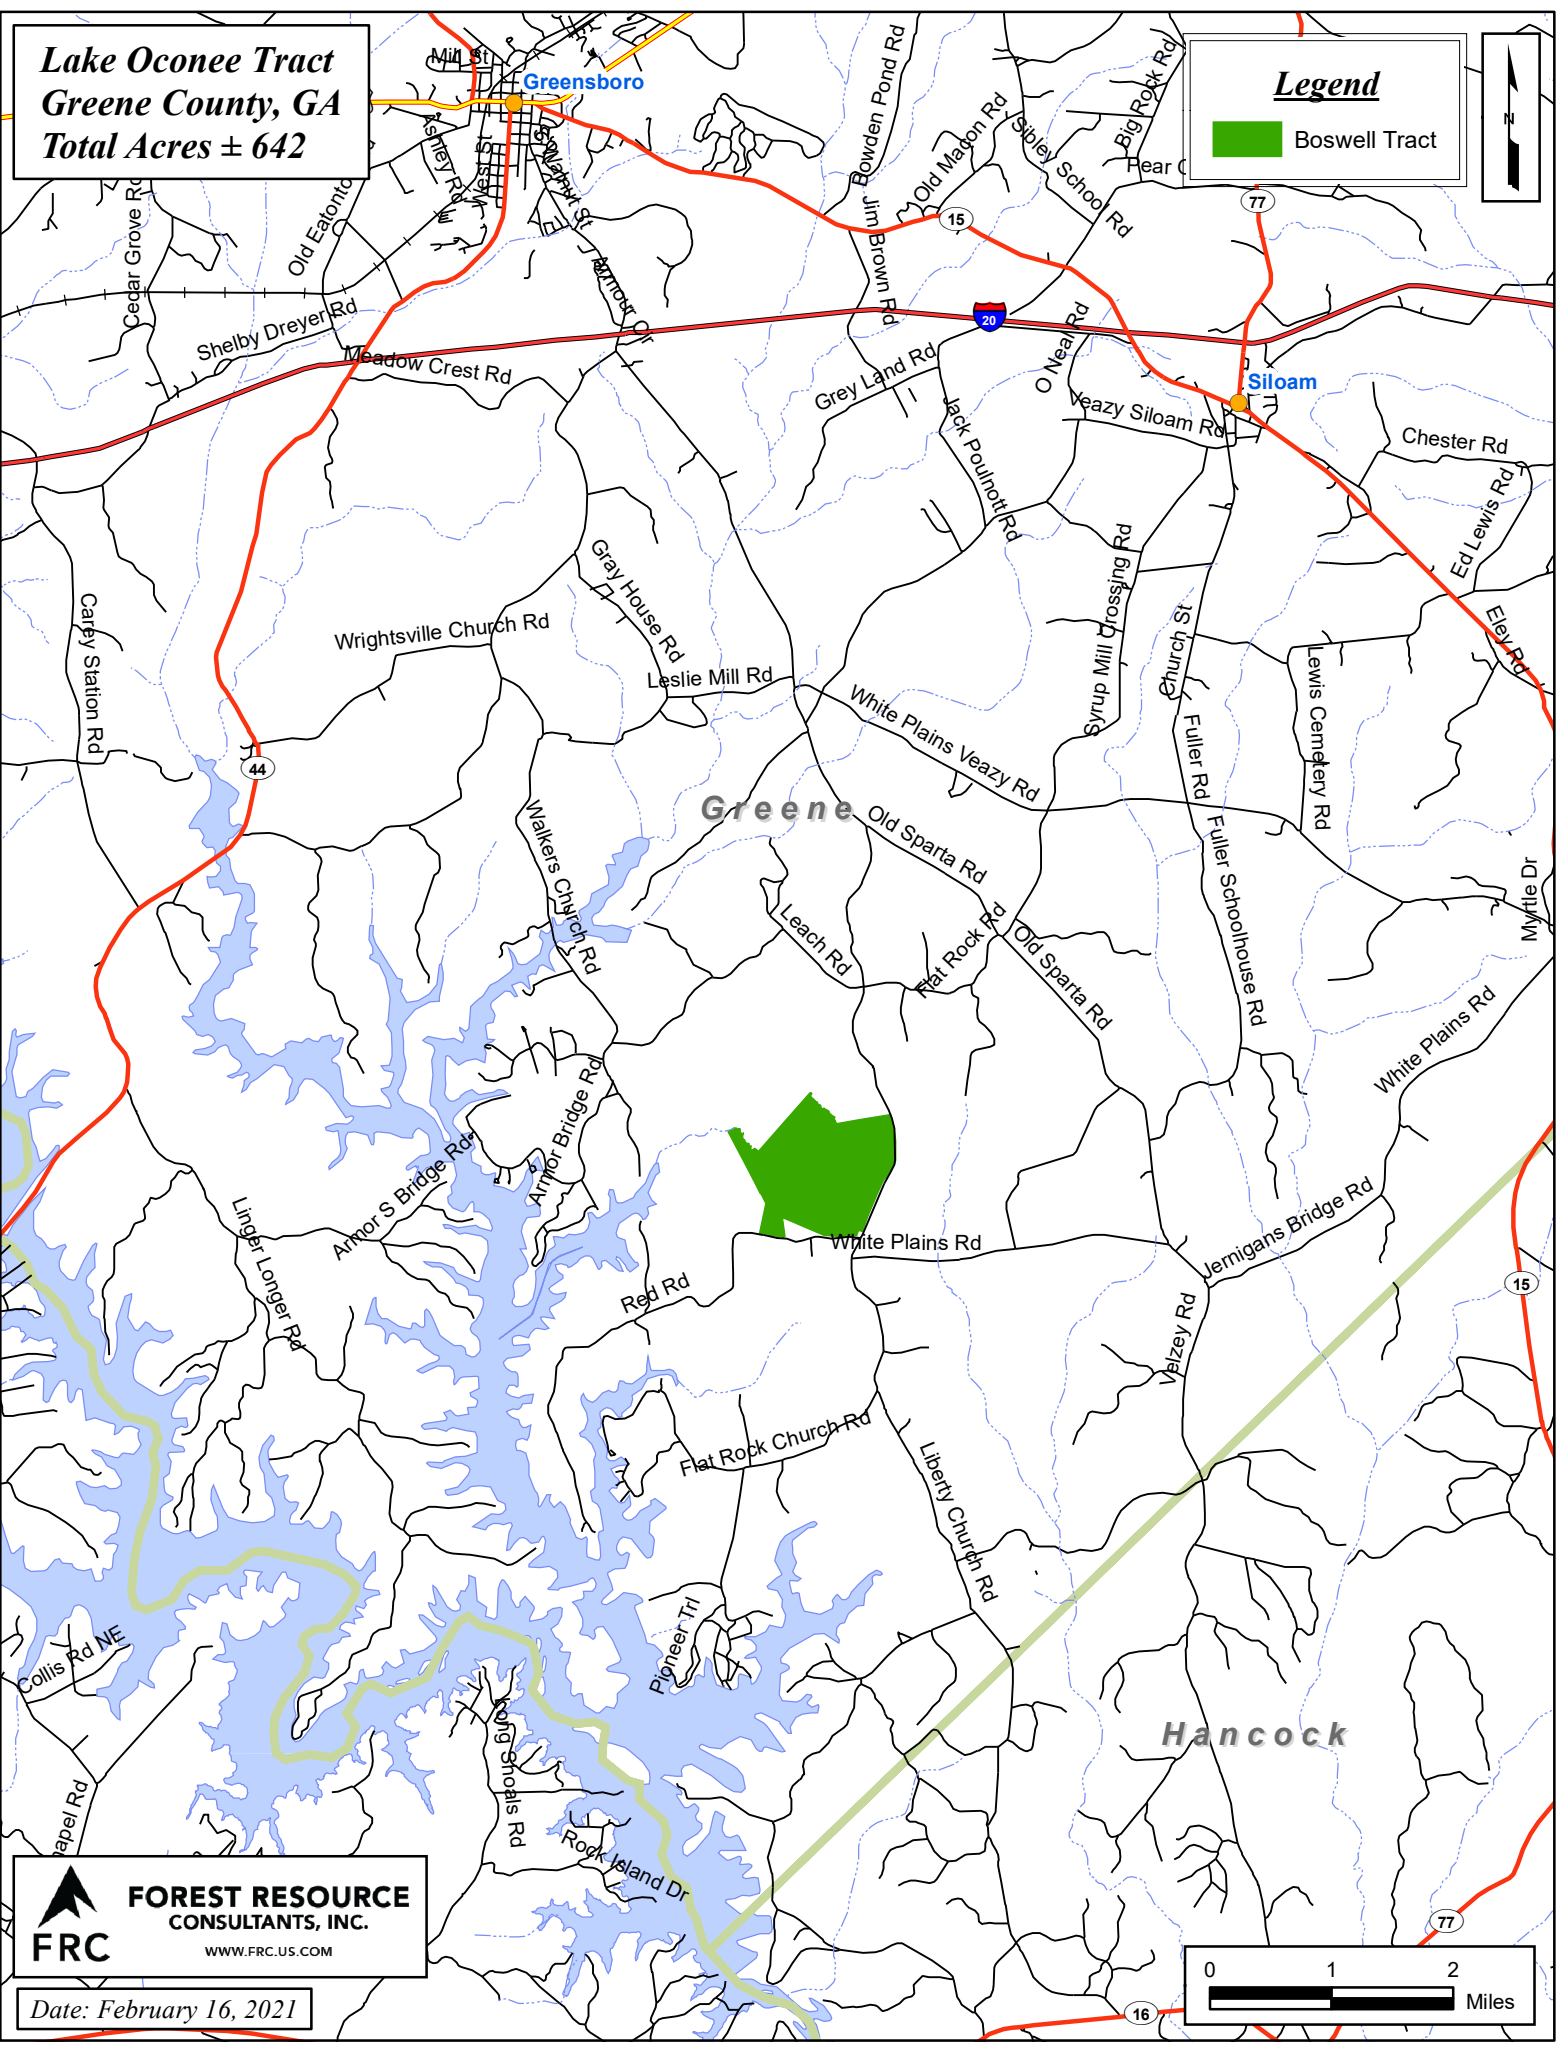 Lake Oconee Tract
Greene County, GA
Total Acres ± 642
Legend
Boswell Tract
N
Mill St
Greensboro
Ashley Rd
West St
S Walnut St
Bowden Pond Rd
Old Macon Rd
Sibley School Rd
Big Rock Rd
Pear
77
15
Jim Brown Rd
Cedar Grove Rd
Old Eatonto
Armour Cir
Shelby Dreyer Rd
Meadow Crest Rd
20
Grey Land Rd
O Neal Rd
Siloam
Veazy Siloam Rd
Jack Poulnott Rd
Chester Rd
Ed Lewis Rd
Eley Rd
Gray House Rd
Syrup Mill Crossing Rd
Church St
Carey Station Rd
Wrightsville Church Rd
Leslie Mill Rd
White Plains Veazy Rd
Lewis Cemetery Rd
Fuller Rd
44
Greene
Walkers Church Rd
Old Sparta Rd
Fuller Schoolhouse Rd
Myrtle Dr
Leach Rd
Flat Rock Rd
Old Sparta Rd
White Plains Rd
Armor Bridge Rd
Armor S Bridge Rd
Linger Longer Rd
White Plains Rd
Jernigans Bridge Rd
15
Red Rd
Velzey Rd
Flat Rock Church Rd
Liberty Church Rd
Pioneer Trl
Collis Rd NE
Long Shoals Rd
Hancock
hapel Rd
Rock Island Dr
FRC
FOREST RESOURCE
CONSULTANTS, INC.
WWW.FRC.US.COM
Date: February 16, 2021
77
16
0 1 2
Miles